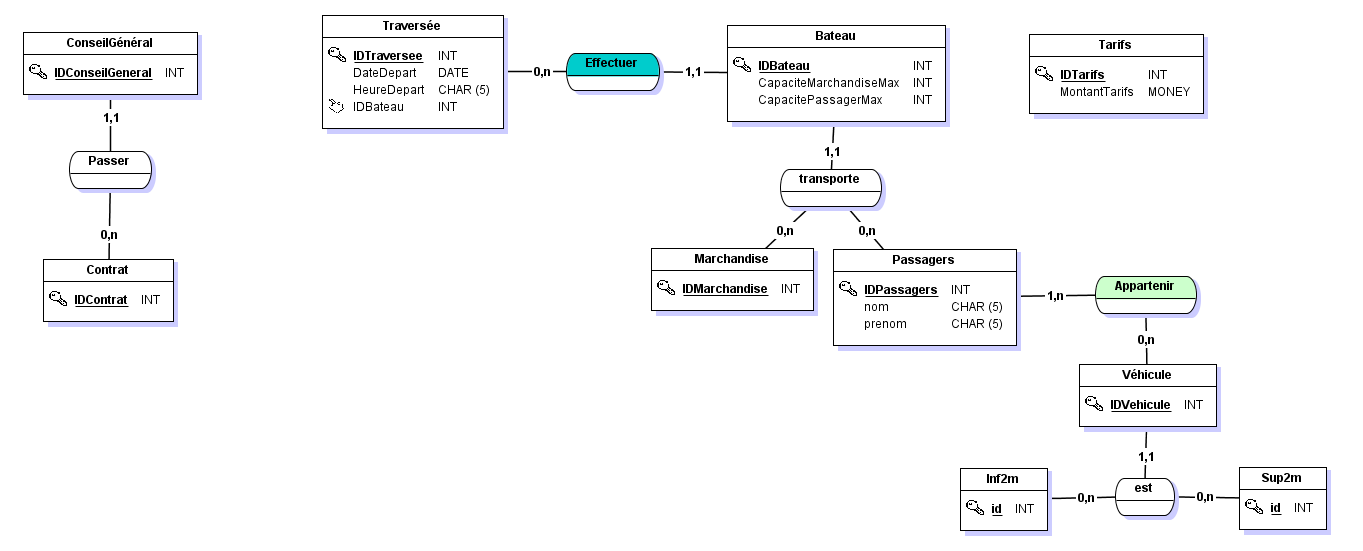 ConseilGénéral
IDConseilGeneral INT
1,1
Passer
0,n
Contrat
IDContrat INT
Traversée
IDTraversee INT
DateDepart DATE
HeureDepart CHAR (5)
IDBateau INT
0,n
Effectuer
1,1
Bateau
IDBateau INT
CapaciteMarchandiseMax INT
CapacitePassagerMax INT
Tarifs
IDTarifs INT
MontantTarifs MONEY
1,1
transporte
0,n
0,n
Marchandise
IDMarchandise INT
Passagers
IDPassagers INT
nom CHAR (5)
prenom CHAR (5)
1,n
Appartenir
0,n
Véhicule
IDVehicule INT
1,1
Inf2m
id INT
0,n
est
0,n
Sup2m
id INT